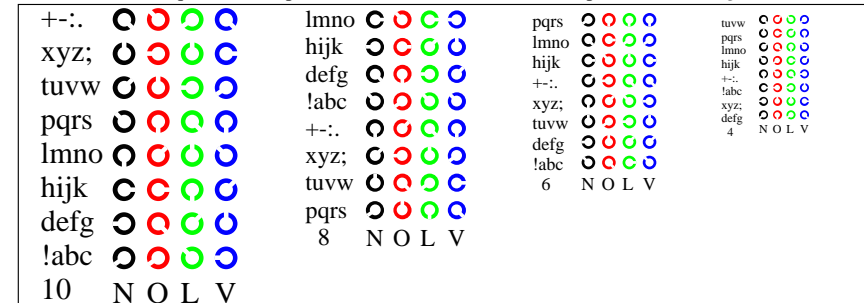 +-:.
xyz;
tuvw
pqrs
lmno
hijk
defg
!abc
10 N O L V
lmno
hijk
defg
!abc
+-:.
xyz;
tuvw
pqrs
8 N O L V
pqrs
lmno
hijk
+-:.
xyz;
tuvw
defg
!abc
6 N O L V
tuvw
pqrs
lmno
hijk
+-:.
!abc
xyz;
defg
4 N O L V